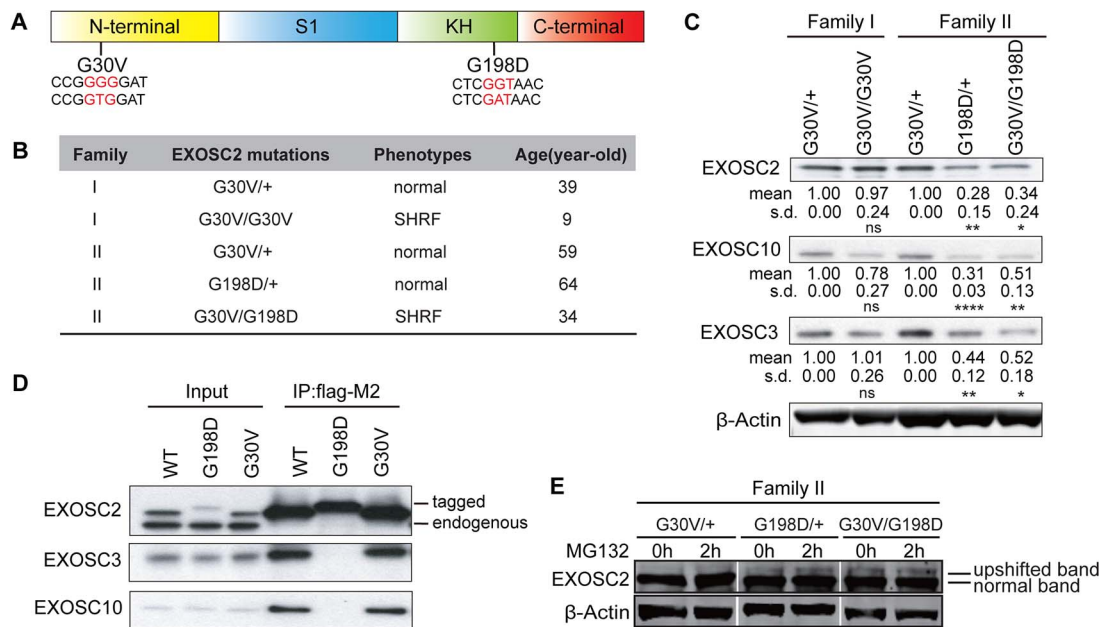 A
N-terminal S1 KH C-terminal
G30V G198D
CCGGGGGAT CTCGGTAAC
CCGGTGGAT CTCGATAAC
B
Family EXOSC2 mutations Phenotypes Age(year-old)
I G30V/+ normal 39
I G30V/G30V SHRF 9
II G30V/+ normal 59
II G198D/+ normal 64
II G30V/G198D SHRF 34
C
Family I Family II
G30V/+ G30V/G30V G30V/+ G198D/+ G30V/G198D
EXOSC2
mean 1.00 0.97 1.00 0.28 0.34
s.d. 0.00 0.24 0.00 0.15 0.24
ns ** *
EXOSC10
mean 1.00 0.78 1.00 0.31 0.51
s.d. 0.00 0.27 0.00 0.03 0.13
ns **** **
EXOSC3
mean 1.00 1.01 1.00 0.44 0.52
s.d. 0.00 0.26 0.00 0.12 0.18
ns ** *
β-Actin
D
Input IP:flag-M2
WT G198D G30V WT G198D G30V
EXOSC2 tagged
endogenous
EXOSC3
EXOSC10
E
Family II
G30V/+ G198D/+ G30V/G198D
MG132 0h 2h 0h 2h 0h 2h
EXOSC2 upshifted band
normal band
β-Actin